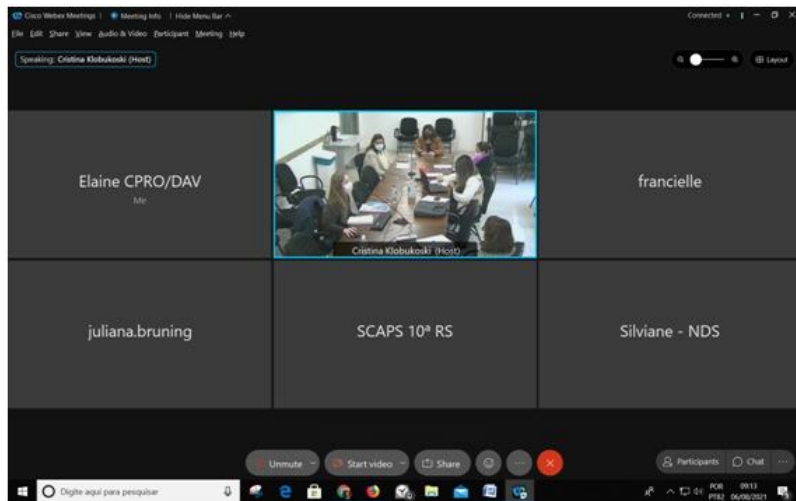 Cisco Webex Meetings | Meeting Info | Hide Menu Bar
Connected
File Edit Share View Audio & Video Participant Meeting Help
Speaking: Cristina Klobukoski (Host)
Layout
Elaine CPRO/DAV
Me
Cristina Klobukoski (Host)
francielle
juliana.bruning
SCAPS 10ª RS
Silviane - NDS
Unmute
Start video
Share
Participants
Chat
Digite aqui para pesquisar
POR
09:13
PTB2
06/08/2021